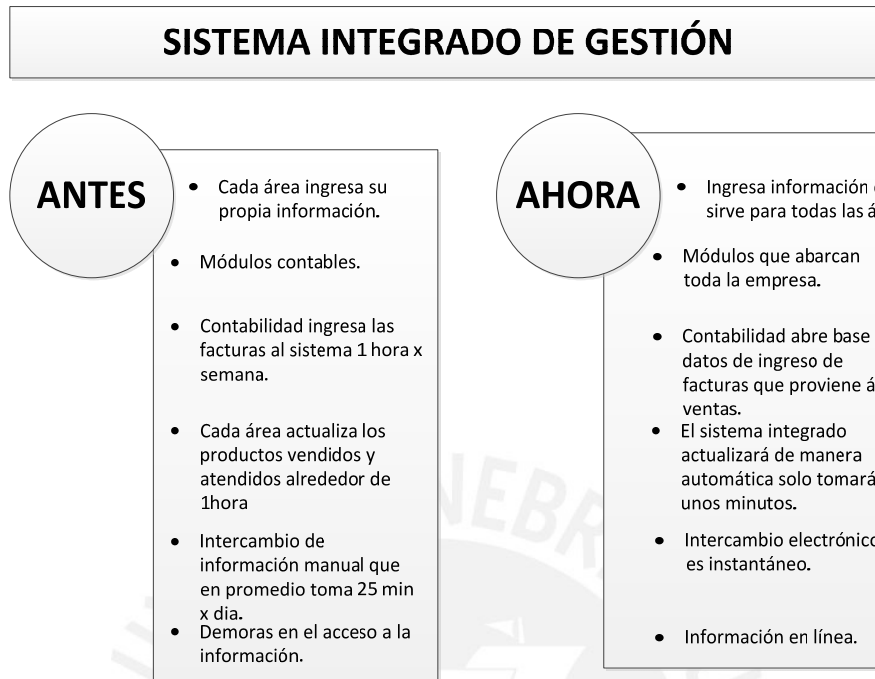 SISTEMA INTEGRADO DE GESTIÓN
ANTES
• Cada área ingresa su
propia información.
• Módulos contables.
• Contabilidad ingresa las
facturas al sistema 1 hora x
semana.
• Cada área actualiza los
productos vendidos y
atendidos alrededor de
1hora
• Intercambio de
información manual que
en promedio toma 25 min
x dia.
• Demoras en el acceso a la
información.
AHORA
• Ingresa información
sirve para todas las
• Módulos que abarcan
toda la empresa.
• Contabilidad abre base
datos de ingreso de
facturas que proviene
ventas.
• El sistema integrado
actualizará de manera
automática solo tomará
unos minutos.
• Intercambio electrónico
es instantáneo.
• Información en línea.